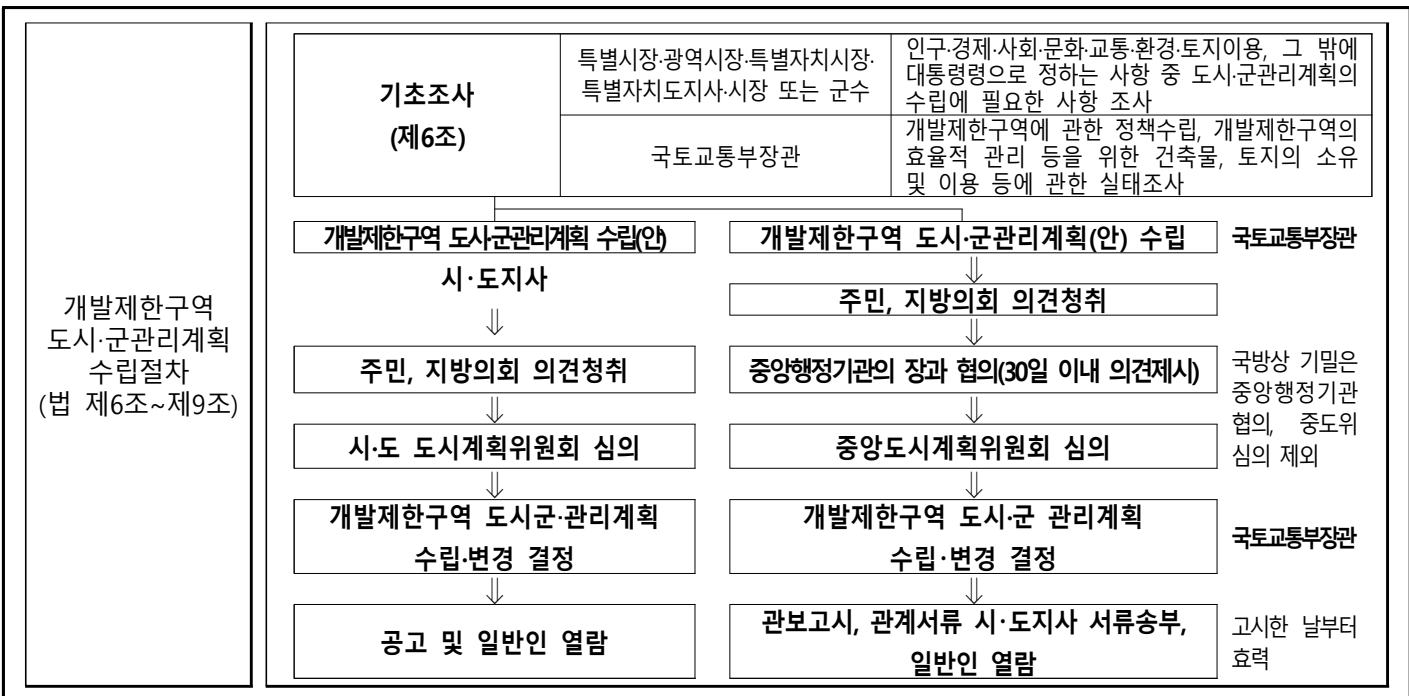 개발제한구역
도시·군관리계획
수립절차
(법 제6조~제9조)
기초조사
(제6조)
특별시장·광역시장·특별자치시장·
특별자치도지사·시장 또는 군수
인구·경제·사회·문화·교통·환경·토지이용, 그 밖에
대통령령으로 정하는 사항 중 도시·군관리계획의
수립에 필요한 사항 조사
국토교통부장관
개발제한구역에 관한 정책수립, 개발제한구역의
효율적 관리 등을 위한 건축물, 토지의 소유
및 이용 등에 관한 실태조사
개발제한구역 도시·군관리계획 수립(안)
시·도지사
⇓
주민, 지방의회 의견청취
⇓
시·도 도시계획위원회 심의
⇓
개발제한구역 도시군·관리계획
수립·변경 결정
⇓
공고 및 일반인 열람
개발제한구역 도시·군관리계획(안) 수립
국토교통부장관
⇓
주민, 지방의회 의견청취
⇓
중앙행정기관의 장과 협의(30일 이내 의견제시)
⇓
중앙도시계획위원회 심의
국방상 기밀은
중앙행정기관
협의, 중도위
심의 제외
⇓
개발제한구역 도시·군 관리계획
수립·변경 결정
국토교통부장관
⇓
관보고시, 관계서류 시·도지사 서류송부,
일반인 열람
고시한 날부터
효력